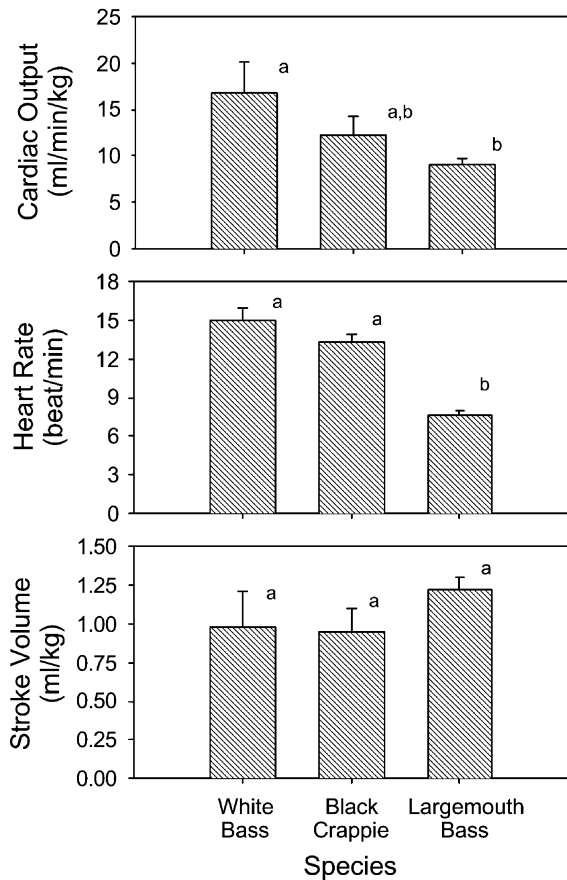 Cardiac Output
(ml/min/kg)
25
20
15
10
5
0
a
a,b
b
Heart Rate
(beat/min)
18
15
12
9
6
3
0
a
a
b
Stroke Volume
(ml/kg)
1.50
1.25
1.00
0.75
0.50
0.25
0.00
a
a
a
White
Bass
Black
Crappie
Largemouth
Bass
Species